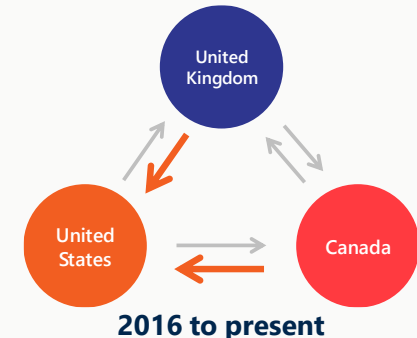 United
Kingdom
United
States
Canada
2016 to present